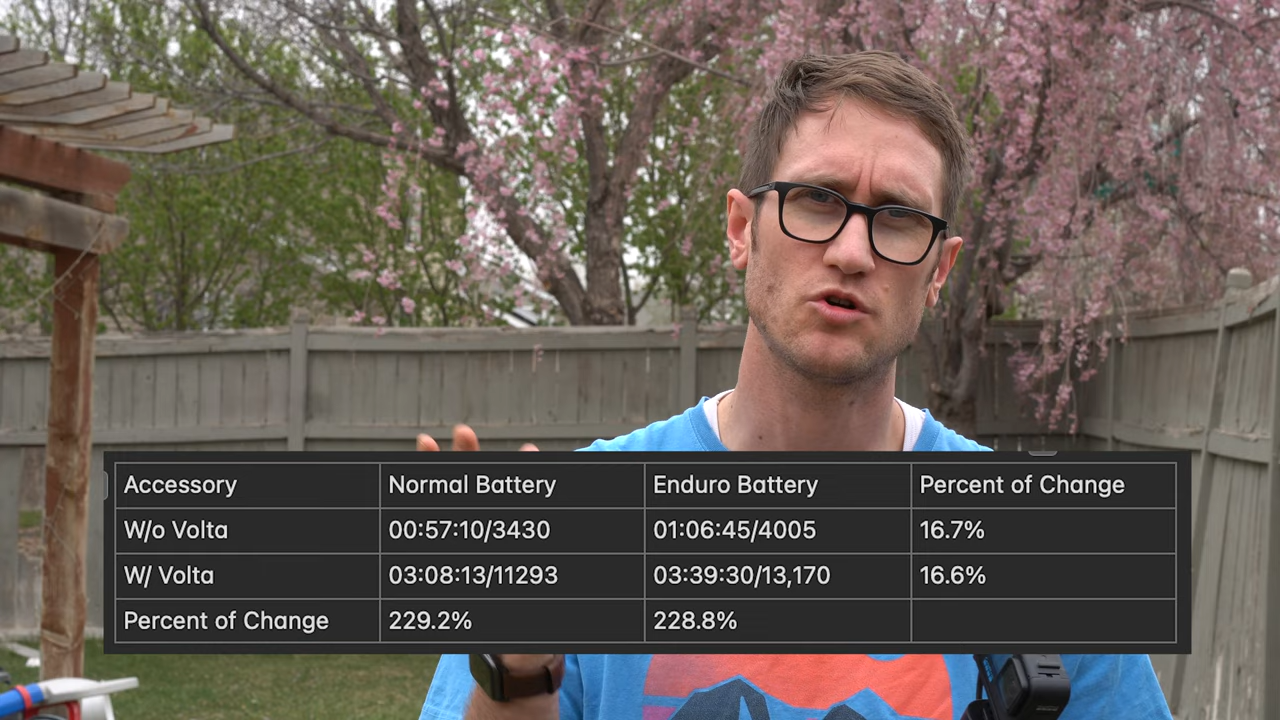 Accessory Normal Battery Enduro Battery Percent of Change
W/o Volta 00:57:10/3430 01:06:45/4005 16.7%
W/ Volta 03:08:13/11293 03:39:30/13,170 16.6%
Percent of Change 229.2% 228.8%